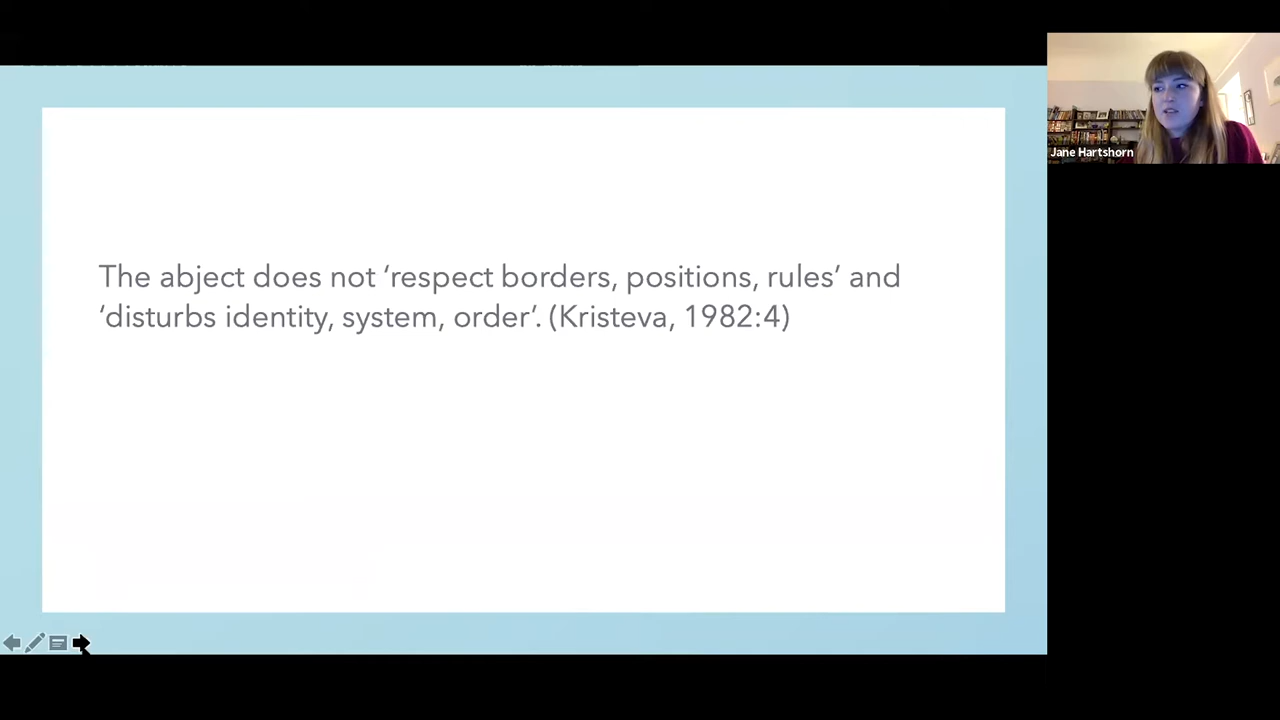 The abject does not ‘respect borders, positions, rules’ and
‘disturbs identity, system, order’. (Kristeva, 1982:4)
Jane Hartshorn